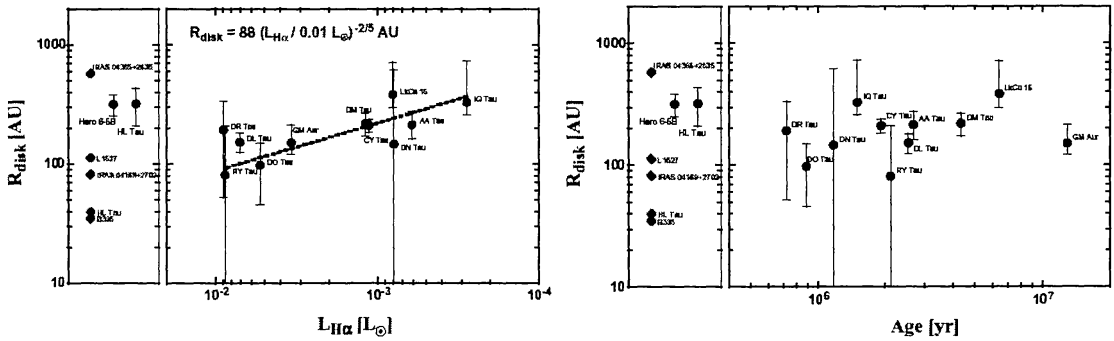 R_disk = 88 (L_Hα / 0.01 L_⊙)^-2/5 AU
1000
100
10
R_disk [AU]
IRAS 04365+2535
Haro 6-5B
HL Tau
L1527
IRAS 04169+2702
HL Tau
B335
DR Tau
DL Tau
GM Aur
RY Tau
DO Tau
DM Tau
CY Tau
LkCa 15
DN Tau
AA Tau
IQ Tau
10^-2
10^-3
10^-4
L_Hα [L_⊙]
1000
100
10
R_disk [AU]
IRAS 04365+2535
Haro 6-5B
HL Tau
L1527
IRAS 04169+2702
HL Tau
B335
DR Tau
DO Tau
DN Tau
IQ Tau
CY Tau
AA Tau
DL Tau
RY Tau
DM Tau
LkCa 15
GM Aur
10^6
10^7
Age [yr]